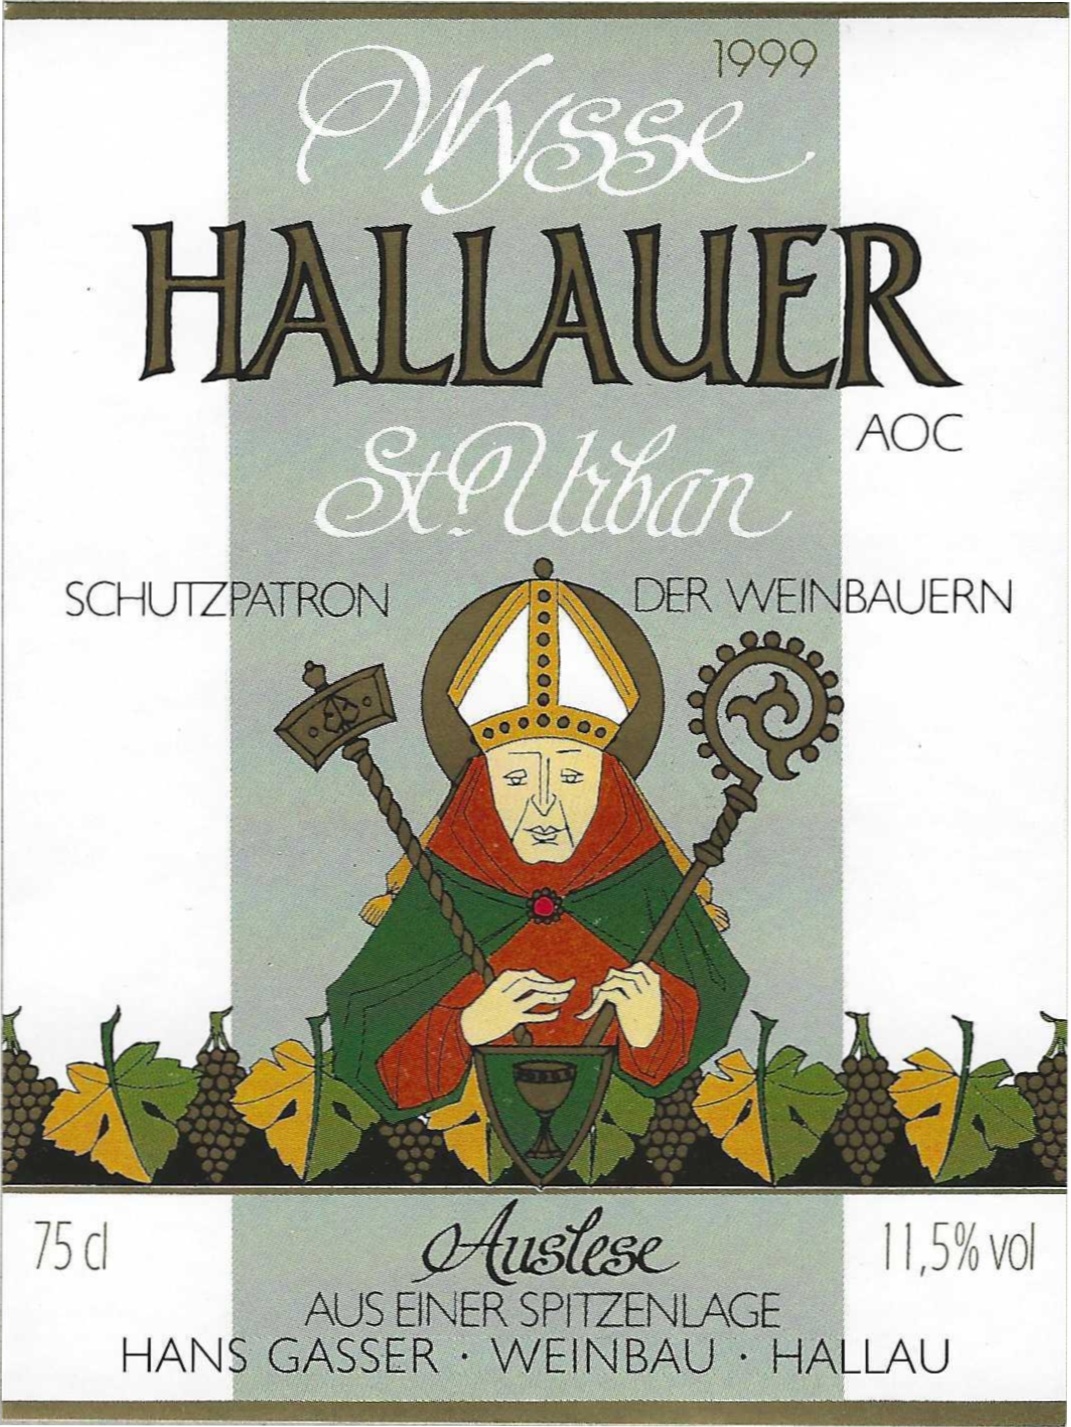 1999
Wysse
HALLAUER
AOC
St. Urban
SCHUTZPATRON DER WEINBAUERN
75 cl
Auslese
11,5% vol
AUS EINER SPITZENLAGE
HANS GASSER · WEINBAU · HALLAU